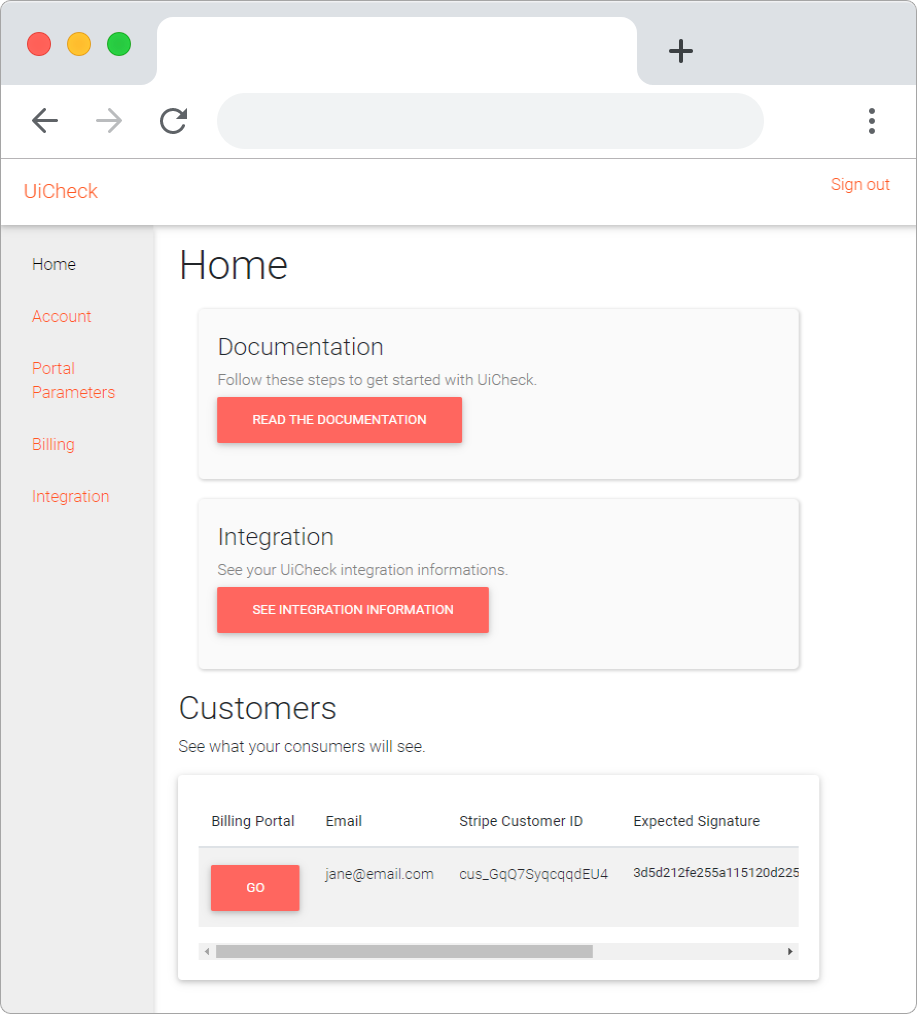 UiCheck
Sign out
Home
Account
Portal
Parameters
Billing
Integration
Home
Documentation
Follow these steps to get started with UiCheck.
READ THE DOCUMENTATION
Integration
See your UiCheck integration informations.
SEE INTEGRATION INFORMATION
Customers
See what your consumers will see.
Billing Portal Email Stripe Customer ID Expected Signature
GO jane@email.com cus_GqQ7SyqcqqdEU4 3d5d212fe255a115120d225